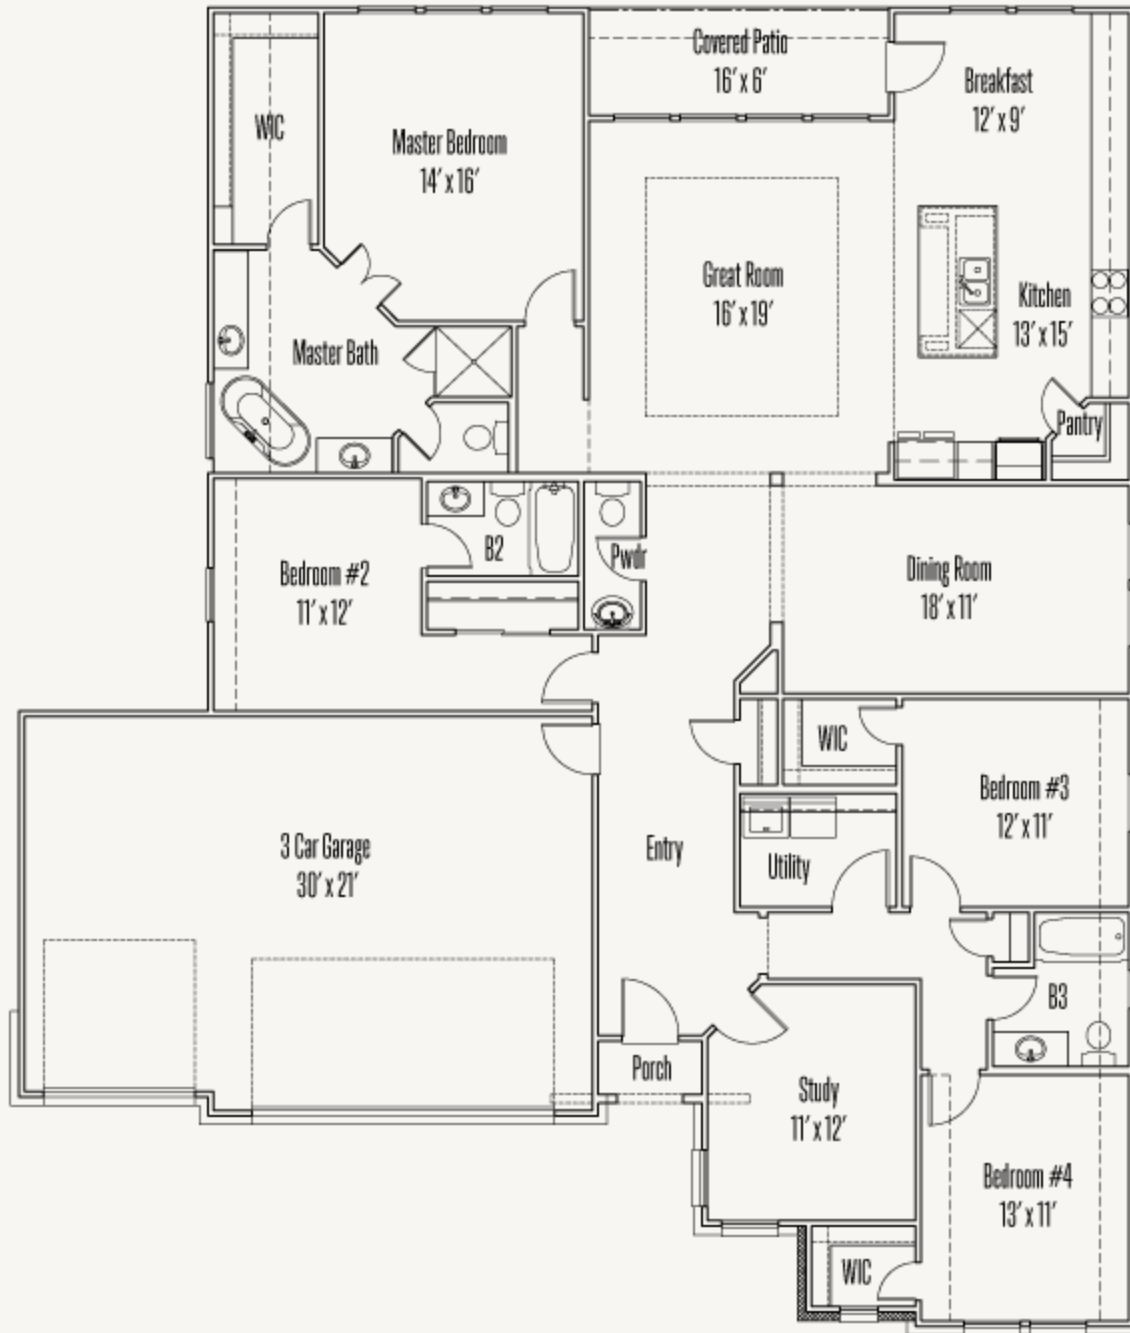 Covered Patio
16' x 6'
Breakfast
12' x 9'
WIC
Master Bedroom
14' x 16'
Great Room
16' x 19'
Kitchen
13' x 15'
Master Bath
Pantry
B2
Pwdr
Bedroom #2
11' x 12'
Dining Room
18' x 11'
WIC
Bedroom #3
12' x 11'
3 Car Garage
30' x 21'
Entry
Utility
B3
Porch
Study
11' x 12'
Bedroom #4
13' x 11'
WIC